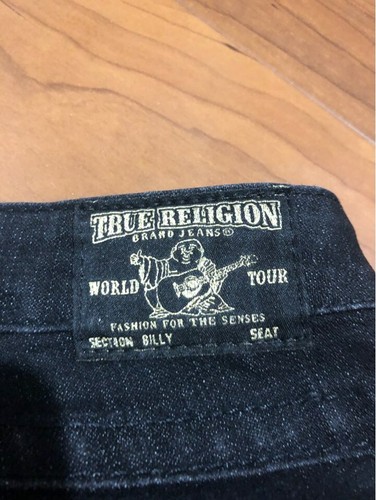 TRUE RELIGION
BRAND JEANS®
WORLD TOUR
FASHION FOR THE SENSES
SECTION BILLY SEAT